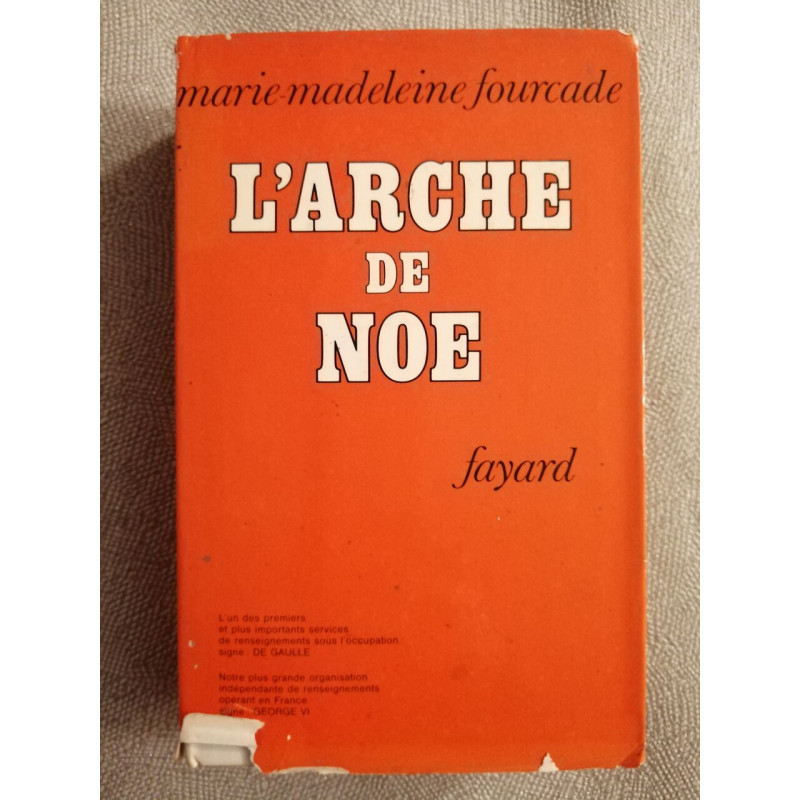 marie-madeleine fourcade
L'ARCHE
DE
NOE
fayard
L'un des premiers
et plus importants services
de renseignements sous l'occupation
signé : DE GAULLE
Notre plus grande organisation
indépendante de renseignements
opérant en France
signé : GEORGE VI